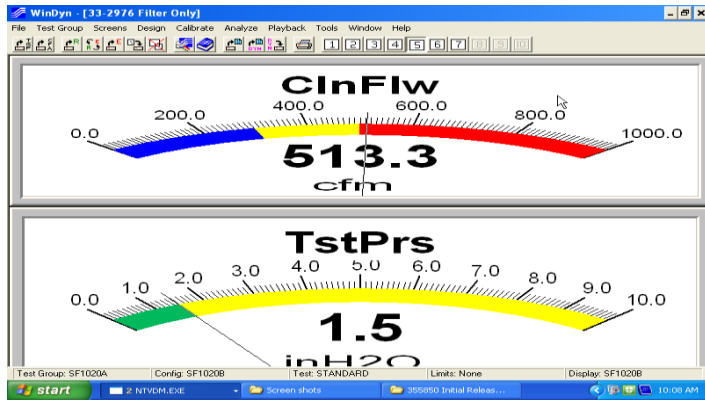 WinDyn - [33-2976 Filter Only]
File Test Group Screens Design Calibrate Analyze Playback Tools Window Help
1 2 3 4 5 6 7 8 9 10
ClnFlw
0.0 200.0 400.0 600.0 800.0 1000.0
513.3
cfm
TstPrs
0.0 1.0 2.0 3.0 4.0 5.0 6.0 7.0 8.0 9.0 10.0
1.5
inH2O
Test Group: SF1020A Config: SF1020B Test: STANDARD Limits: None Display: SF1020B
start 2 NTVDM.EXE Screen shots 355850 Initial Releas... 10:08 AM